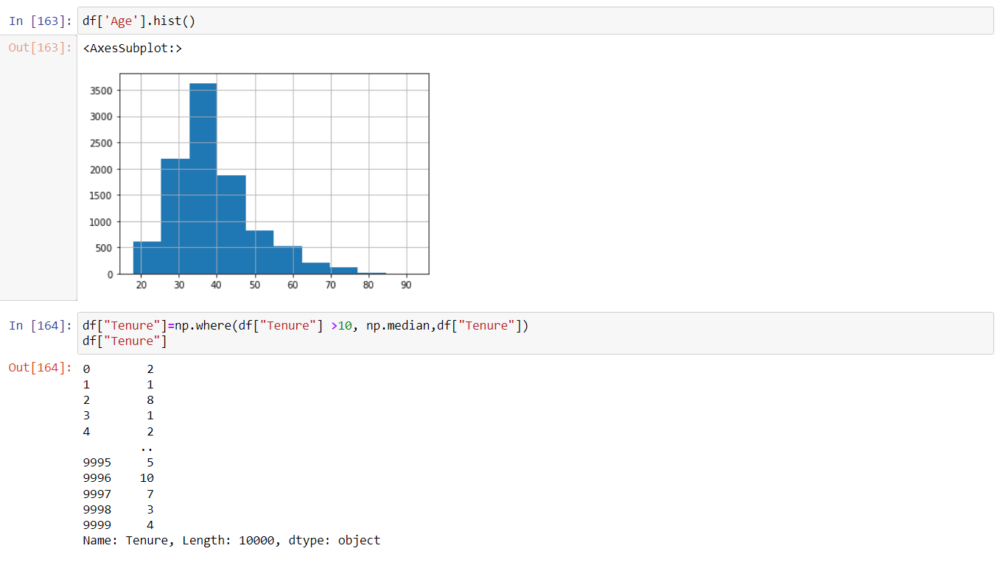 In [163]: df['Age'].hist()
Out[163]: <AxesSubplot:>
3500
3000
2500
2000
1500
1000
500
0
20 30 40 50 60 70 80 90
In [164]: df["Tenure"]=np.where(df["Tenure"] >10, np.median,df["Tenure"])
df["Tenure"]
Out[164]: 0 2
1 1
2 8
3 1
4 2
..
9995 5
9996 10
9997 7
9998 3
9999 4
Name: Tenure, Length: 10000, dtype: object